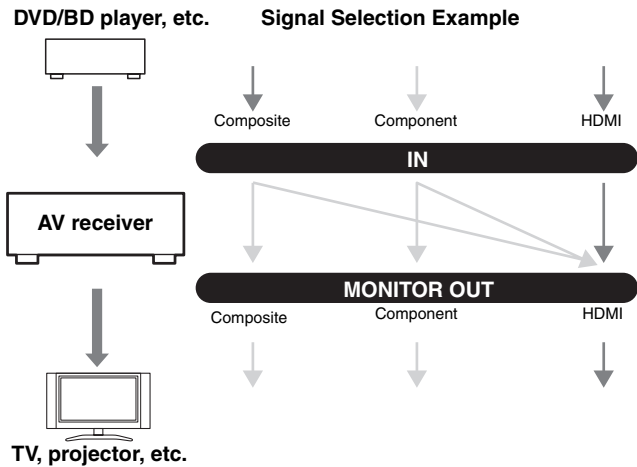 DVD/BD player, etc.
Signal Selection Example
Composite
Component
HDMI
IN
AV receiver
MONITOR OUT
Composite
Component
HDMI
TV, projector, etc.